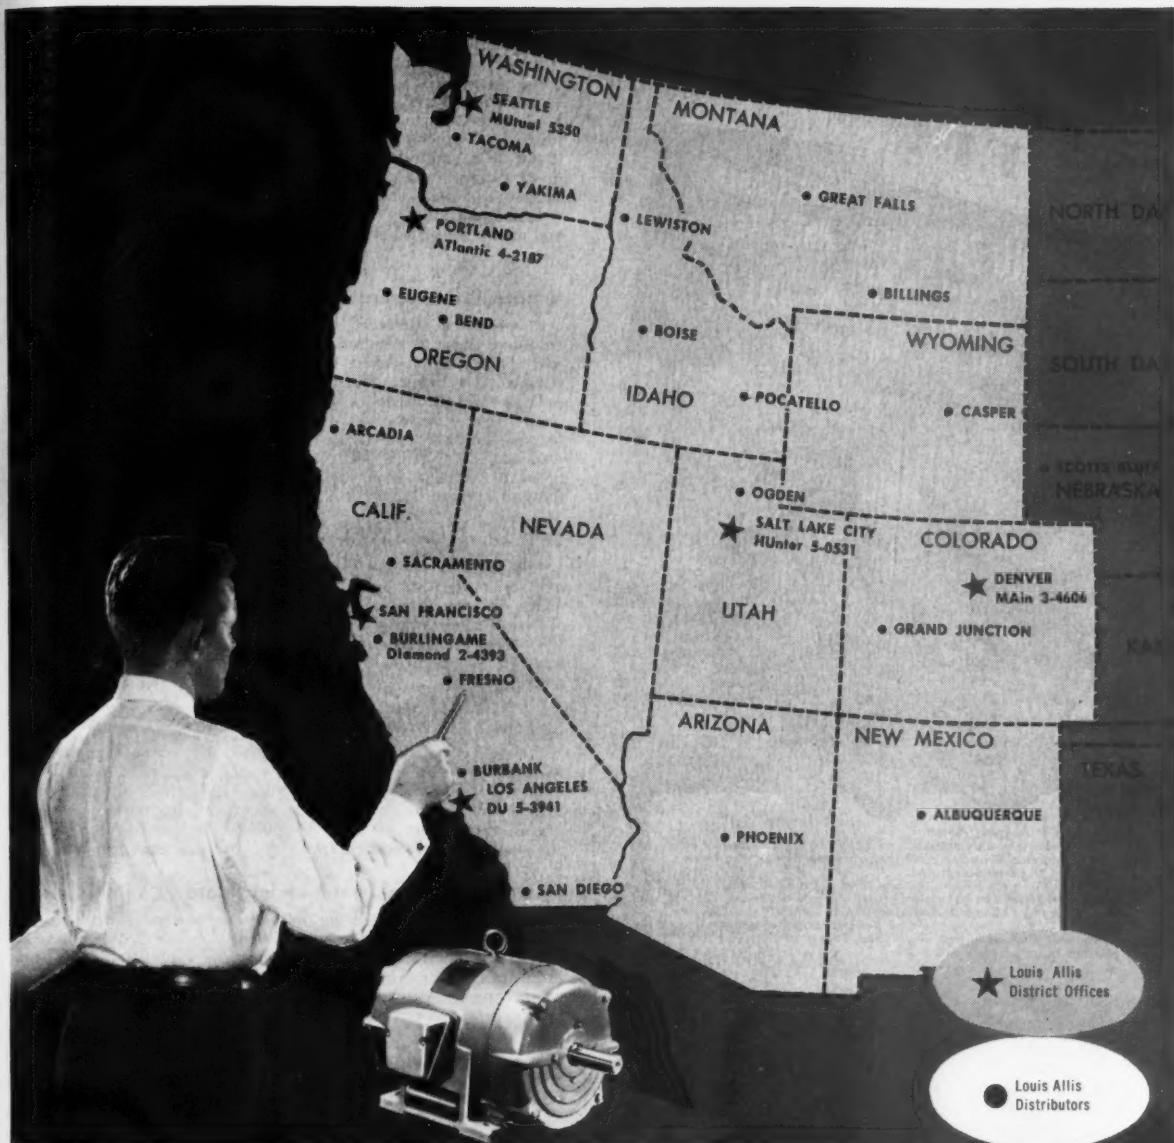 WASHINGTON
SEATTLE
MUtual 5350
TACOMA
YAKIMA
PORTLAND
ATlantic 4-2187
EUGENE
BEND
OREGON
MONTANA
GREAT FALLS
LEWISTON
BILLINGS
BOISE
IDAHO
POCATELLO
WYOMING
CASPER
NORTH DA
SOUTH DA
SCOTTS BLUFF
NEBRASKA
ARCADIA
CALIF.
NEVADA
SACRAMENTO
SAN FRANCISCO
BURLINGAME
Diamond 2-4393
FRESNO
BURBANK
LOS ANGELES
DU 5-3941
SAN DIEGO
OGDEN
SALT LAKE CITY
HUnter 5-0531
UTAH
COLORADO
DENVER
MAin 3-4606
GRAND JUNCTION
KAN
ARIZONA
PHOENIX
NEW MEXICO
ALBUQUERQUE
TEXAS
Louis Allis
District Offices
Louis Allis
Distributors